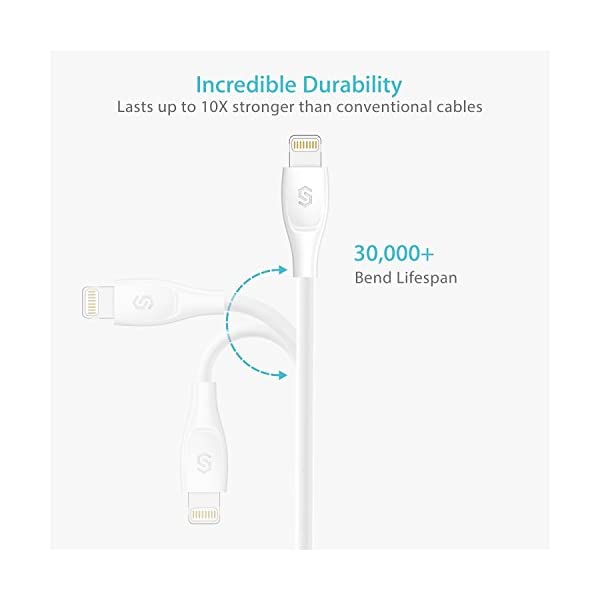 Incredible Durability
Lasts up to 10X stronger than conventional cables
30,000+
Bend Lifespan